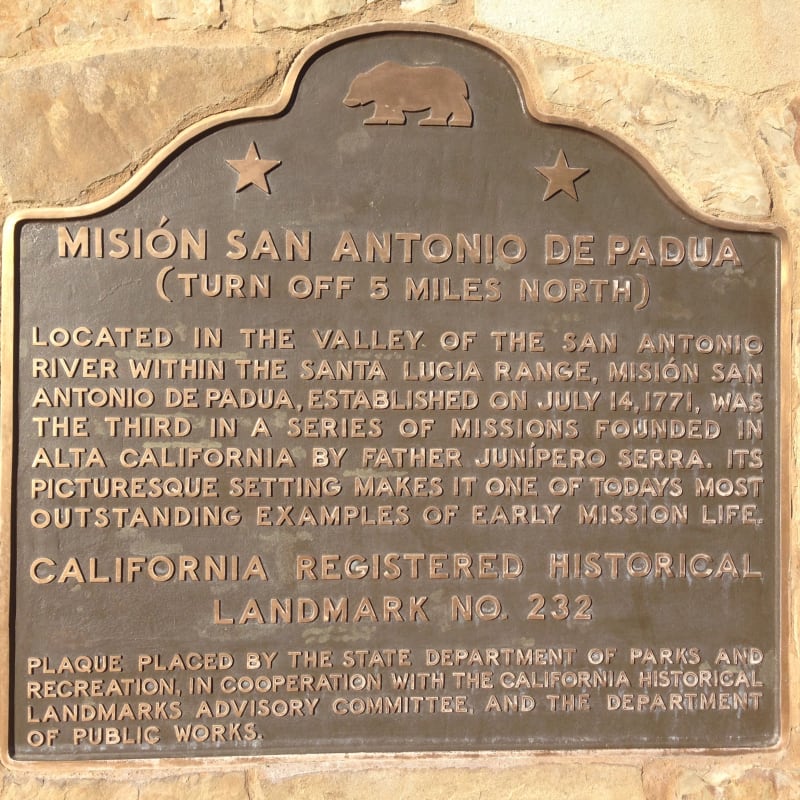 MISIÓN SAN ANTONIO DE PADUA
(TURN OFF 5 MILES NORTH)
LOCATED IN THE VALLEY OF THE SAN ANTONIO
RIVER WITHIN THE SANTA LUCIA RANGE, MISIÓN SAN
ANTONIO DE PADUA, ESTABLISHED ON JULY 14, 1771, WAS
THE THIRD IN A SERIES OF MISSIONS FOUNDED IN
ALTA CALIFORNIA BY FATHER JUNÍPERO SERRA. ITS
PICTURESQUE SETTING MAKES IT ONE OF TODAYS MOST
OUTSTANDING EXAMPLES OF EARLY MISSION LIFE.
CALIFORNIA REGISTERED HISTORICAL
LANDMARK NO. 232
PLAQUE PLACED BY THE STATE DEPARTMENT OF PARKS AND
RECREATION, IN COOPERATION WITH THE CALIFORNIA HISTORICAL
LANDMARKS ADVISORY COMMITTEE, AND THE DEPARTMENT
OF PUBLIC WORKS.